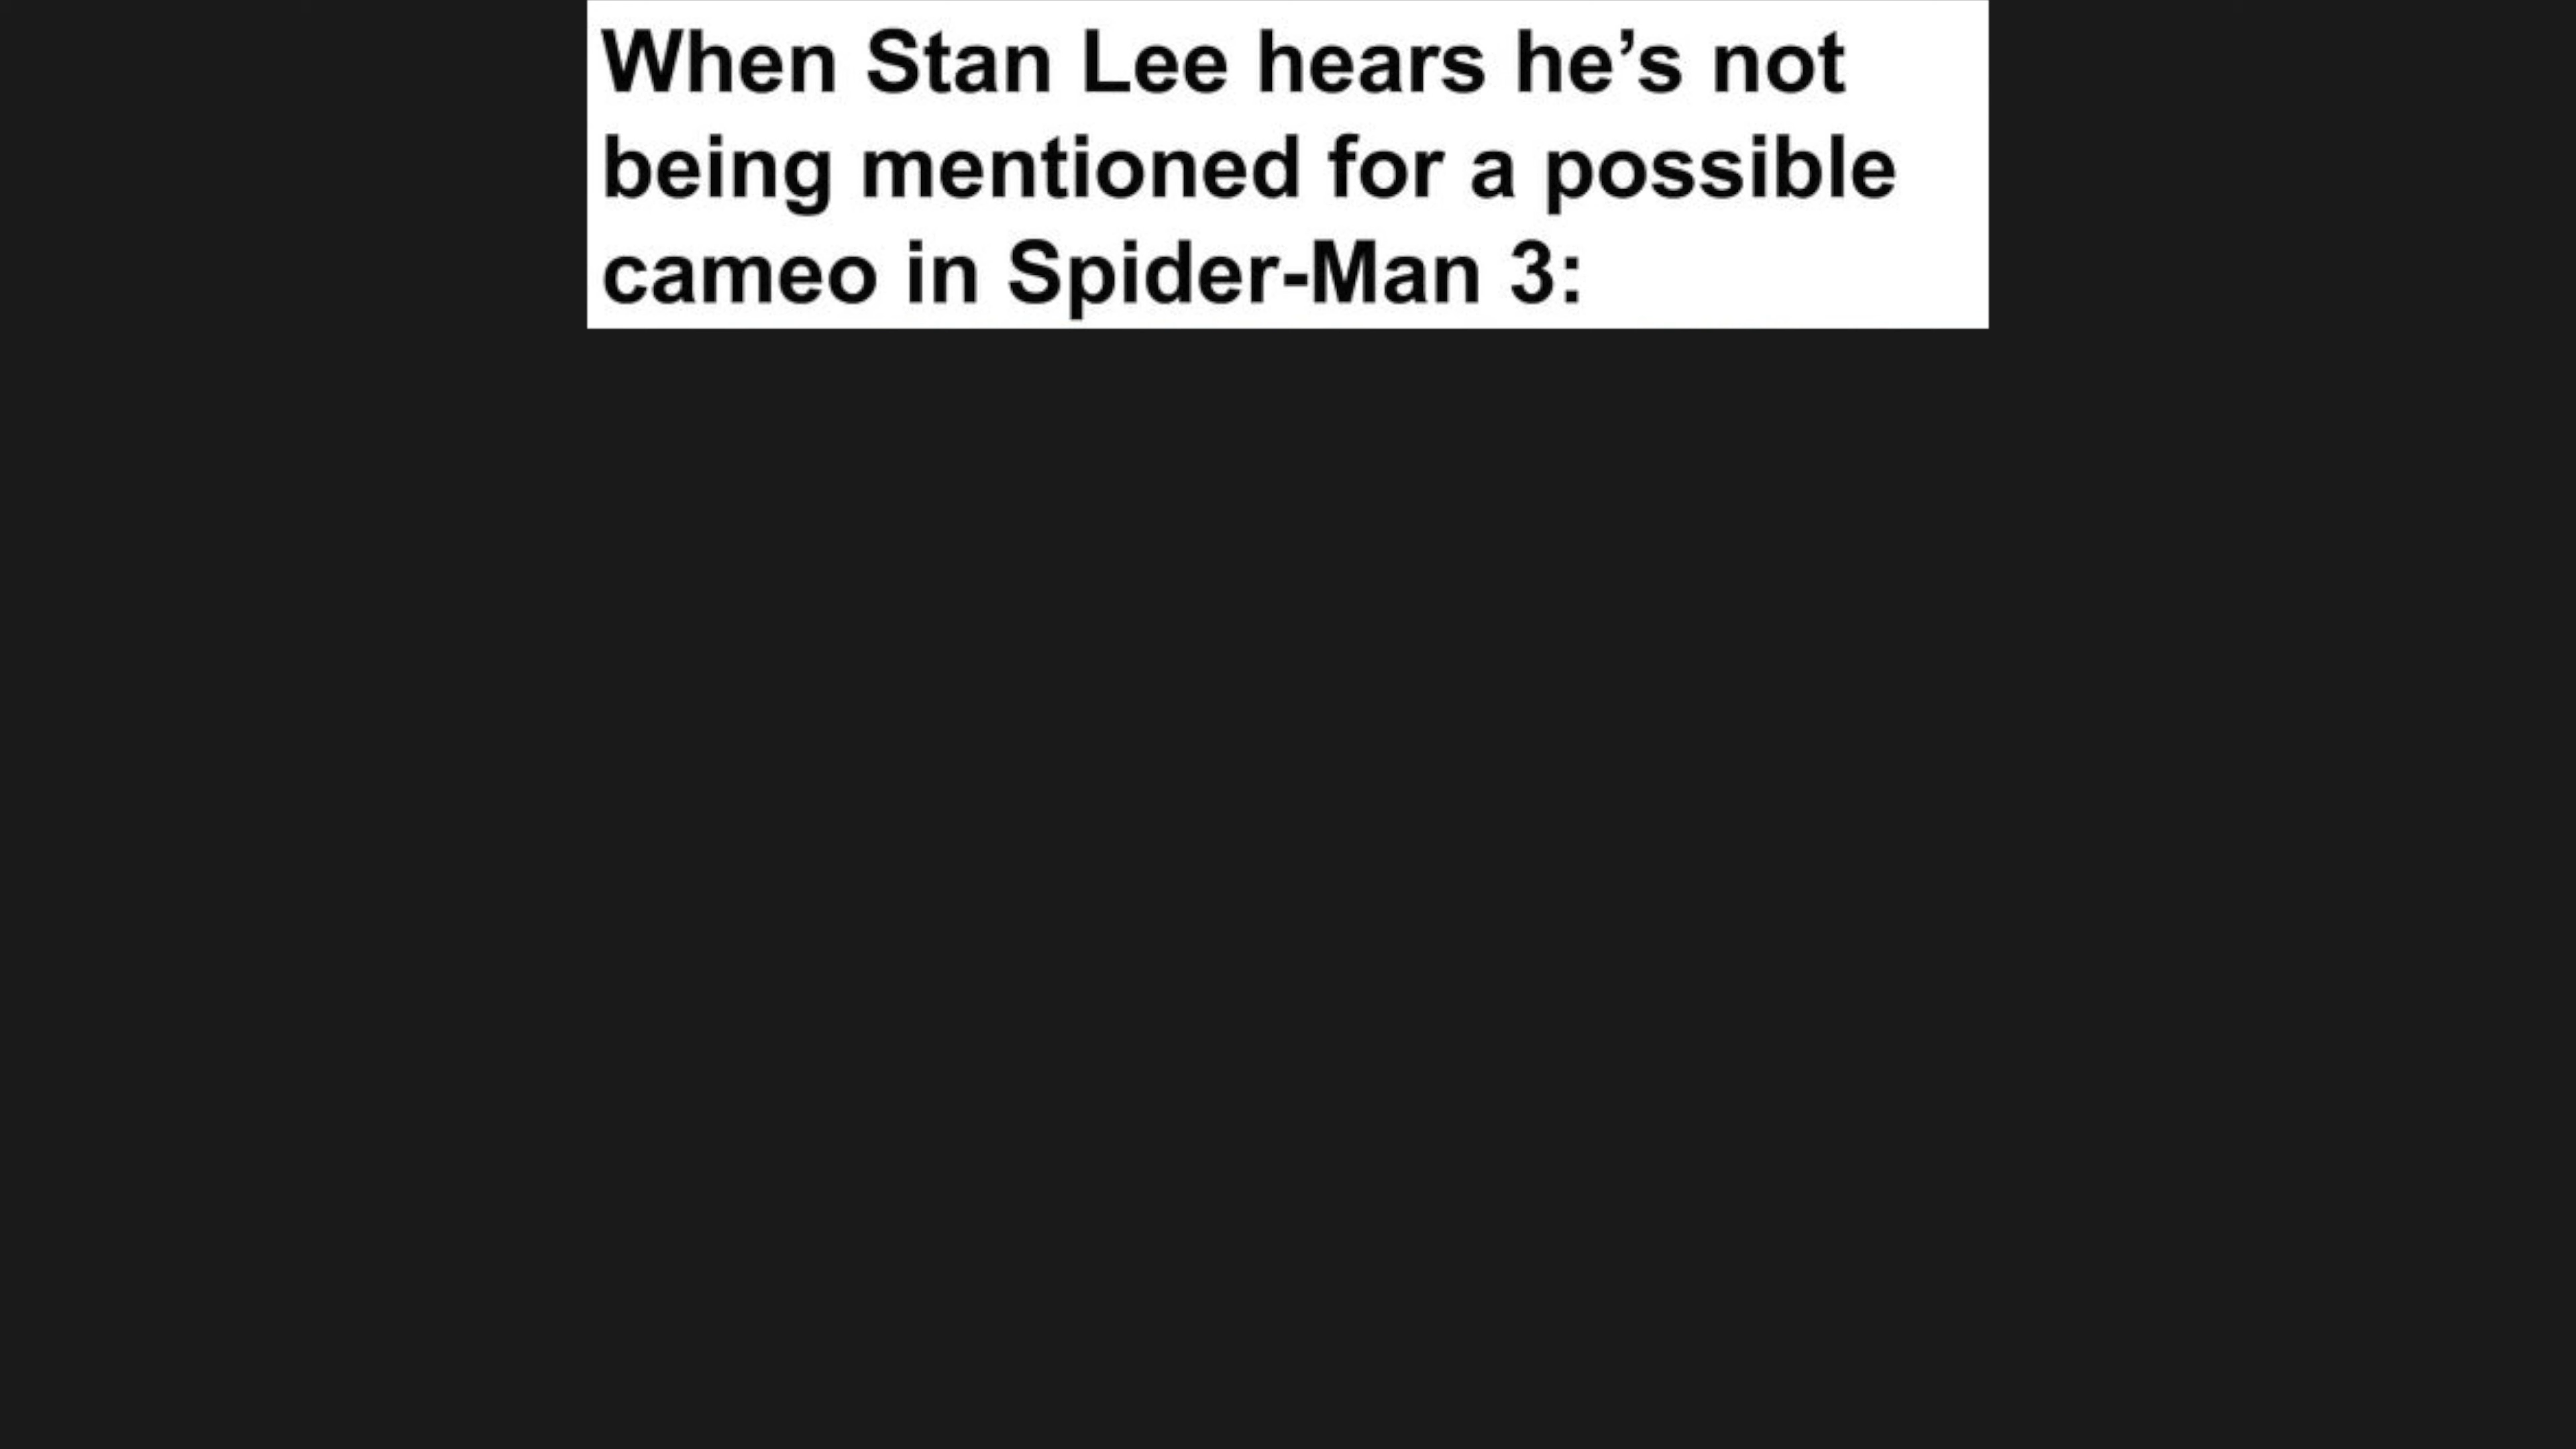 When Stan Lee hears he’s not
being mentioned for a possible
cameo in Spider-Man 3: